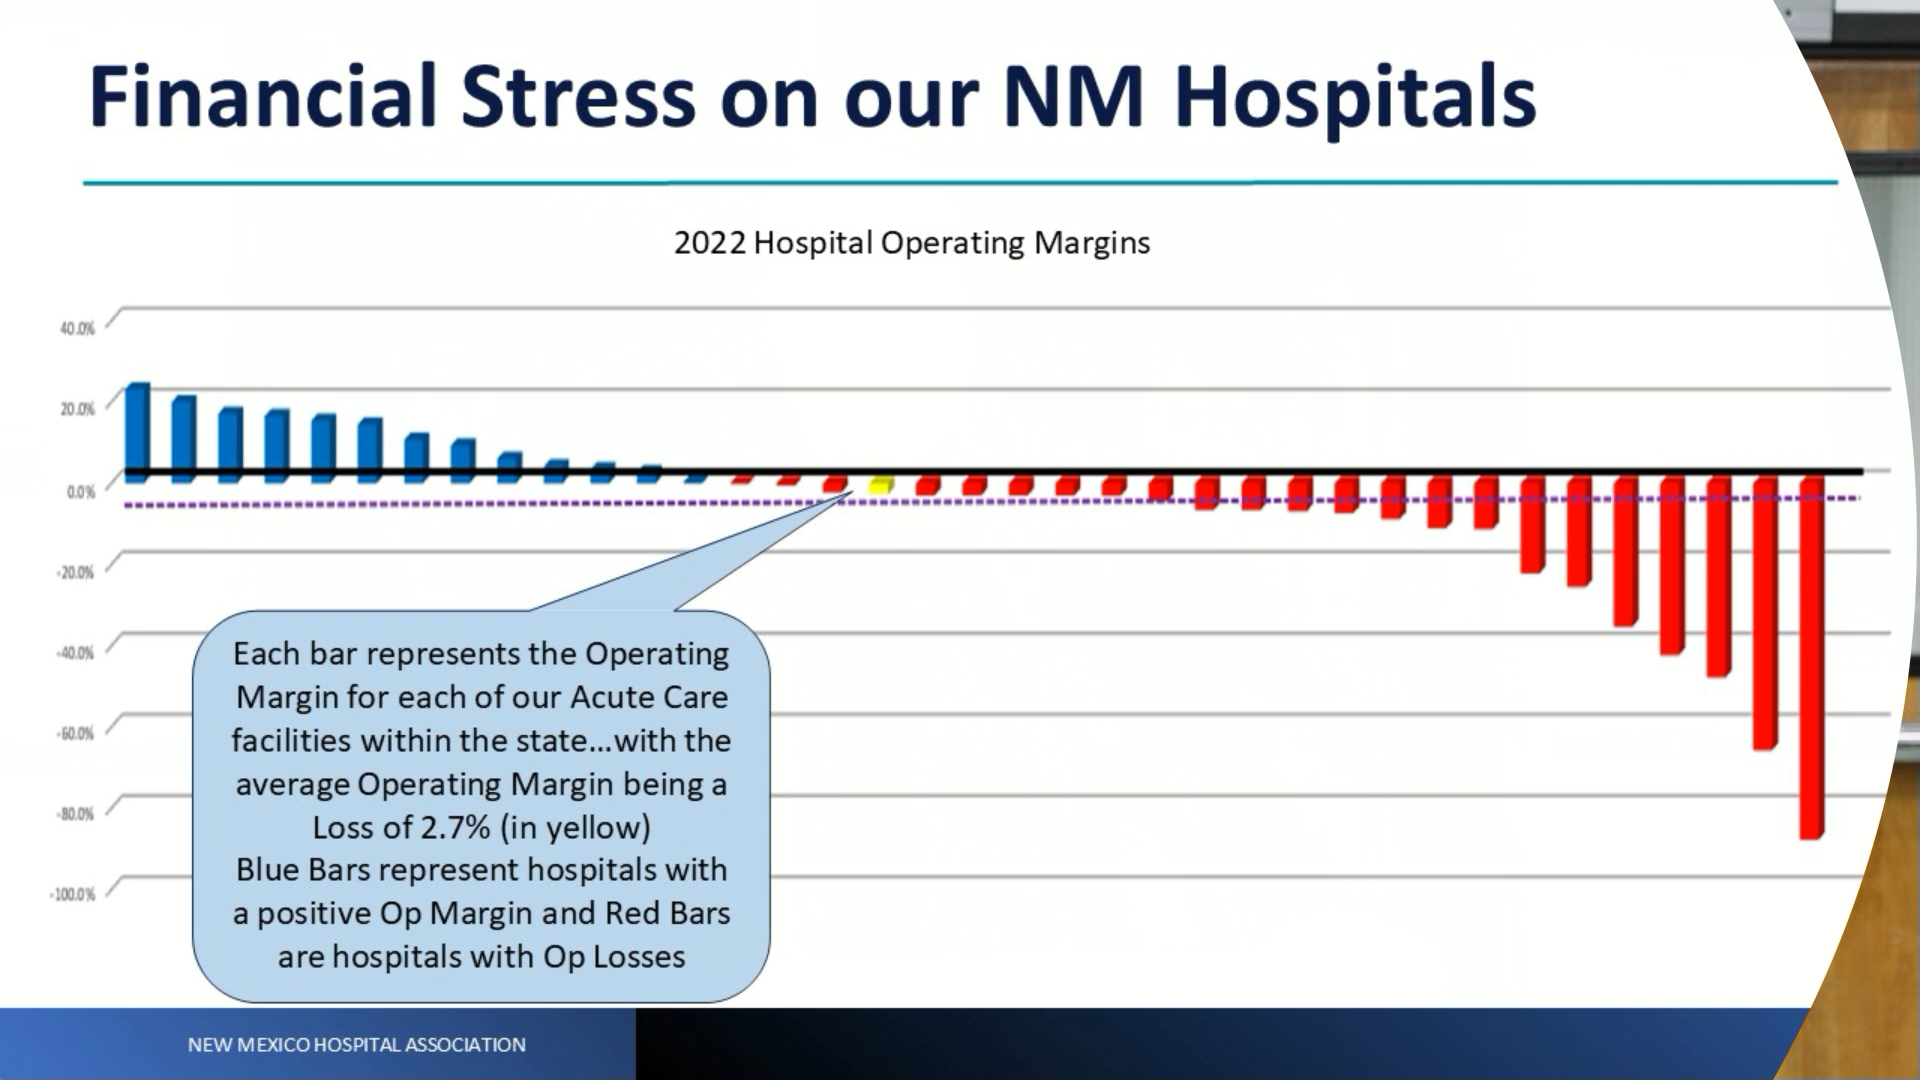 Financial Stress on our NM Hospitals
2022 Hospital Operating Margins
40.0%
20.0%
0.0%
-20.0%
-40.0%
-60.0%
-80.0%
-100.0%
Each bar represents the Operating
Margin for each of our Acute Care
facilities within the state...with the
average Operating Margin being a
Loss of 2.7% (in yellow)
Blue Bars represent hospitals with
a positive Op Margin and Red Bars
are hospitals with Op Losses
NEW MEXICO HOSPITAL ASSOCIATION